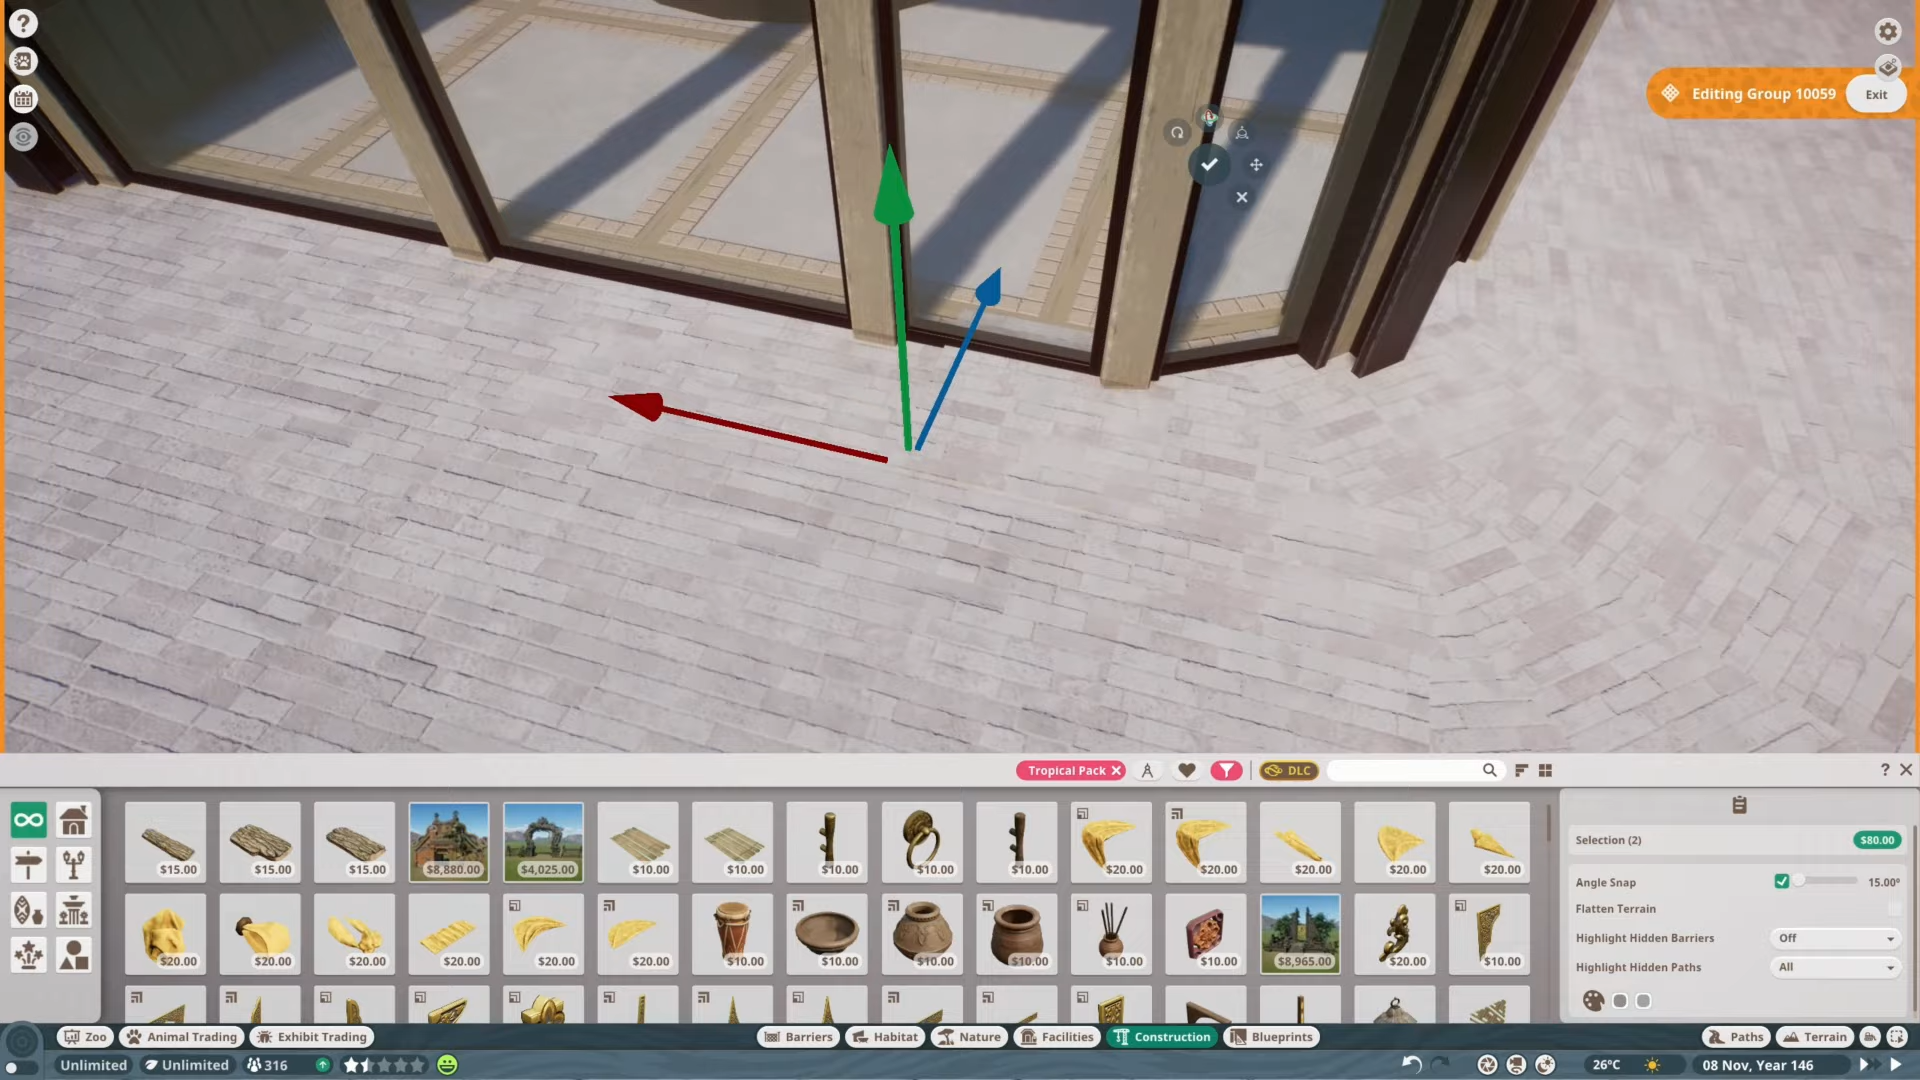 Editing Group 10059
Exit
Tropical Pack
DLC
$15.00
$15.00
$15.00
$8,880.00
$4,025.00
$10.00
$10.00
$10.00
$10.00
$10.00
$20.00
$20.00
$20.00
$20.00
$20.00
$20.00
$20.00
$20.00
$20.00
$20.00
$20.00
$10.00
$10.00
$10.00
$10.00
$10.00
$10.00
$8,965.00
$20.00
$10.00
Selection (2)
$80.00
Angle Snap
15.00°
Flatten Terrain
Highlight Hidden Barriers
Off
Highlight Hidden Paths
All
Zoo
Animal Trading
Exhibit Trading
Barriers
Habitat
Nature
Facilities
Construction
Blueprints
Paths
Terrain
Unlimited
Unlimited
316
26°C
08 Nov, Year 146